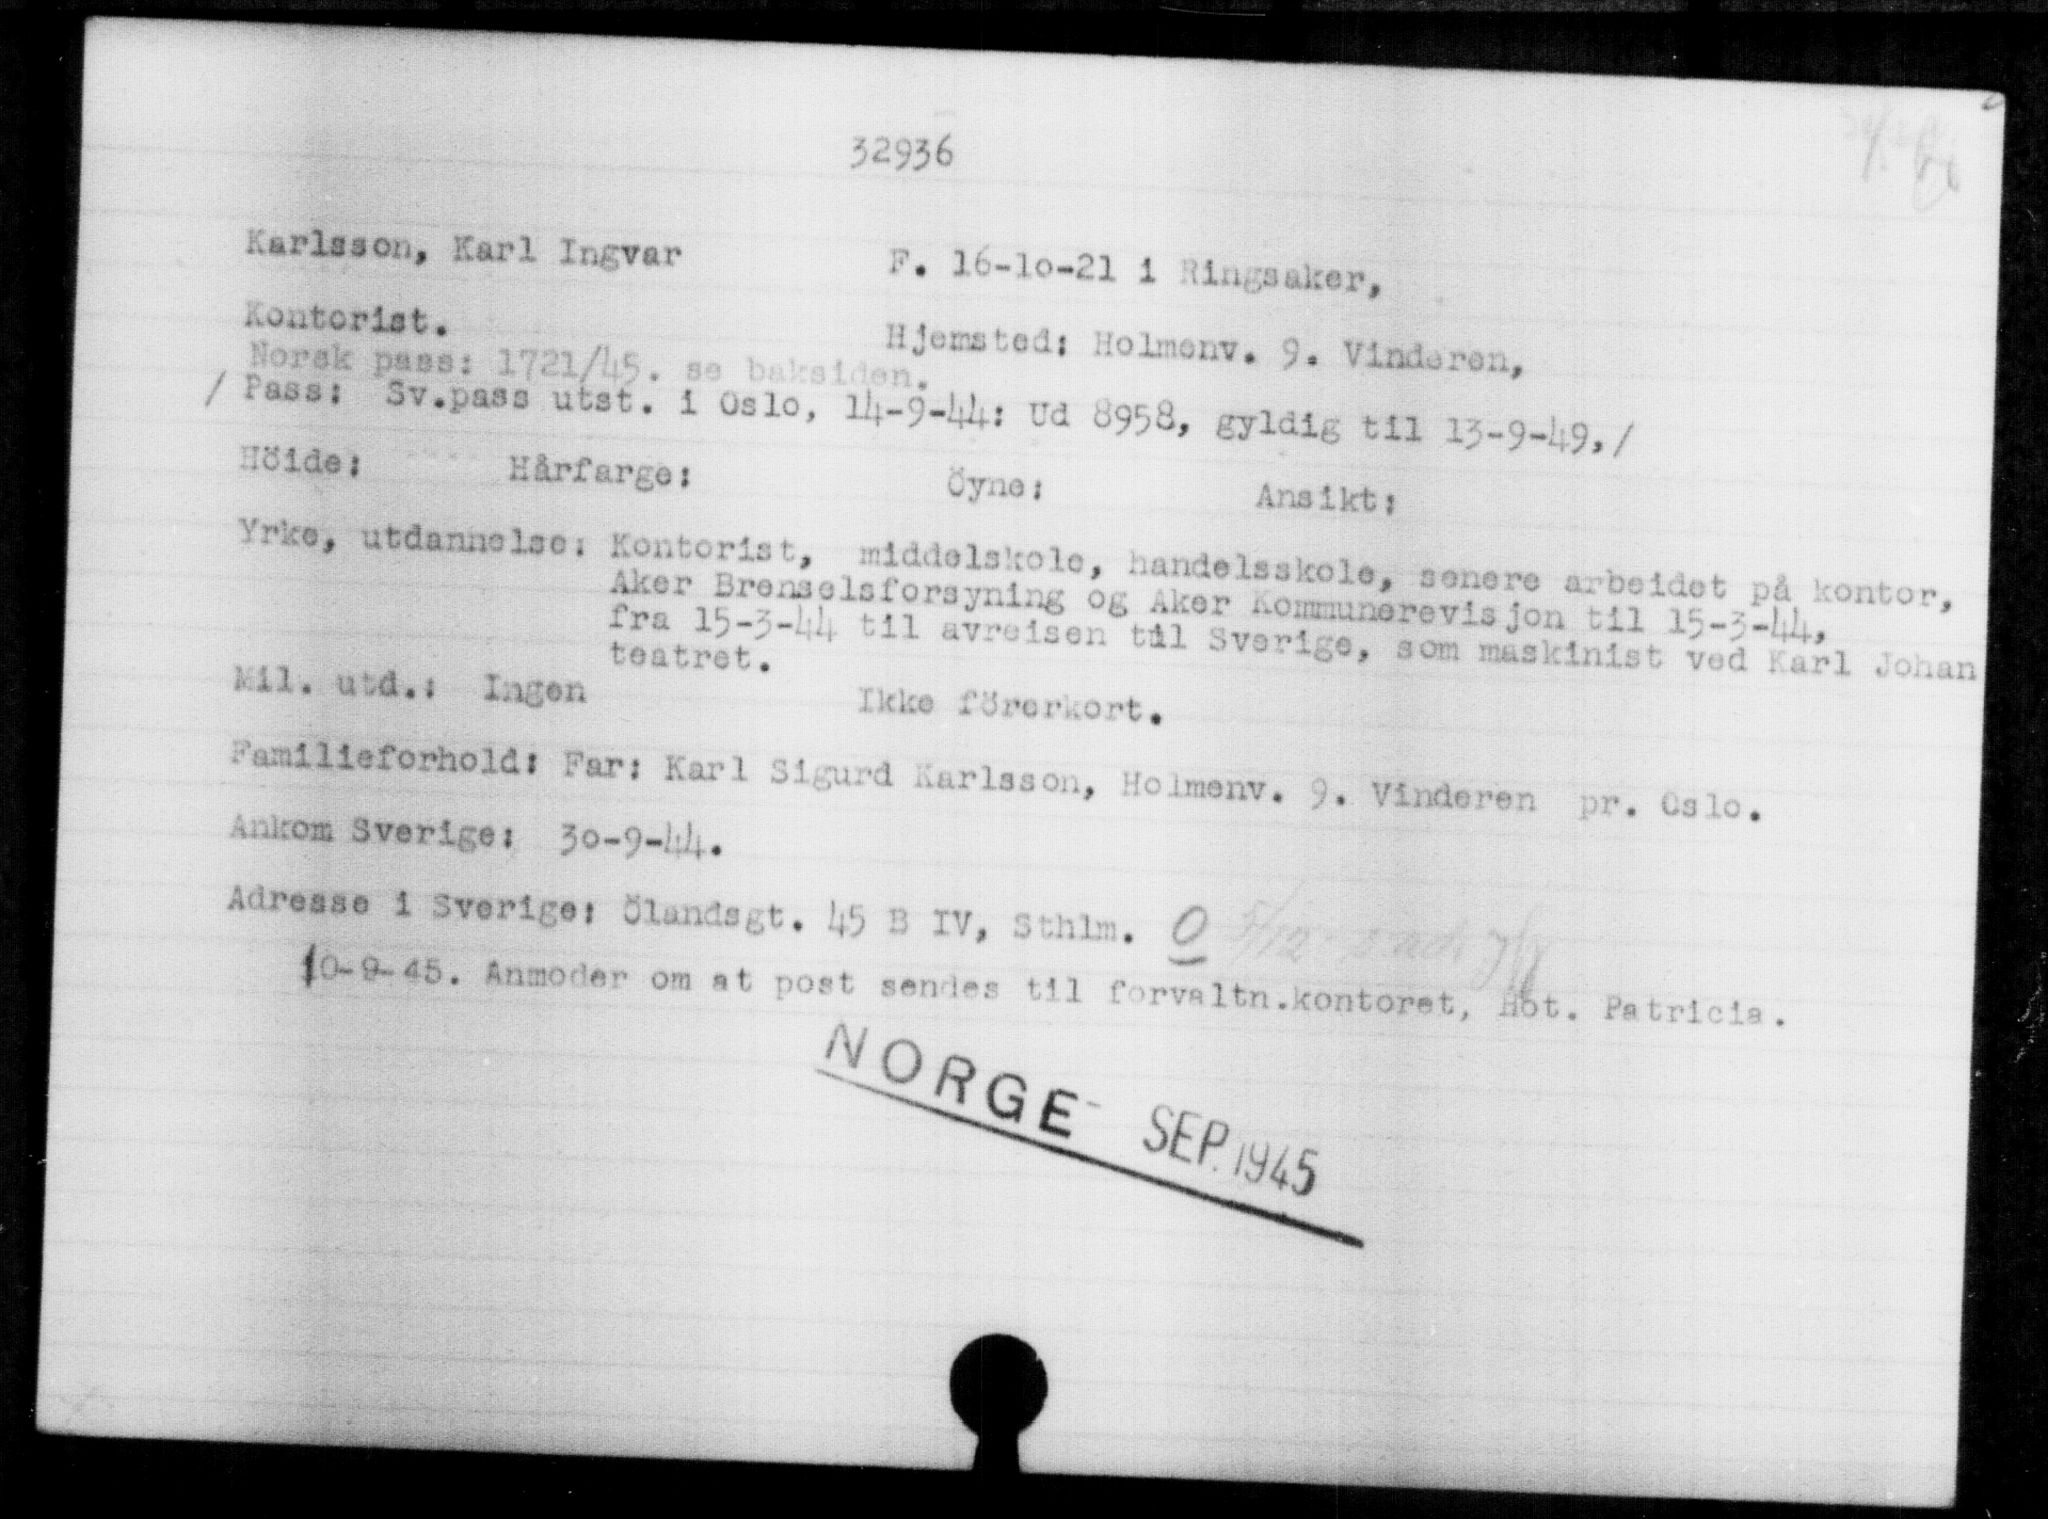 32936
Karlsson, Karl Ingvar F. 16-10-21 i Ringsaker,
Kontorist. Hjemsted: Holmenv. 9. Vinderen,
Norsk pass: 1721/45. se baksiden.
/ Pass: Sv.pass utst. i Oslo, 14-9-44: Ud 8958, gyldig til 13-9-49./
Höide: Hårfarge: Öyne: Ansikt:
Yrke, utdannelse: Kontorist, middelskole, handelsskole, senere arbeidet på kontor,
Aker Brenselsforsyning og Aker Kommunerevisjon til 15-3-44,
fra 15-3-44 til avreisen til Sverige, som maskinist ved Karl Johan
teatret.
Mil. utd.: Ingen Ikke förerkort.
Familieforhold: Far: Karl Sigurd Karlsson, Holmenv. 9. Vinderen pr. Oslo.
Ankom Sverige: 30-9-44.
Adresse i Sverige: Ölandsgt. 45 B IV, Sthlm. O
10-9-45. Anmoder om at post sendes til forvaltn.kontoret, Hot. Patricia.
NORGE - SEP. 1945